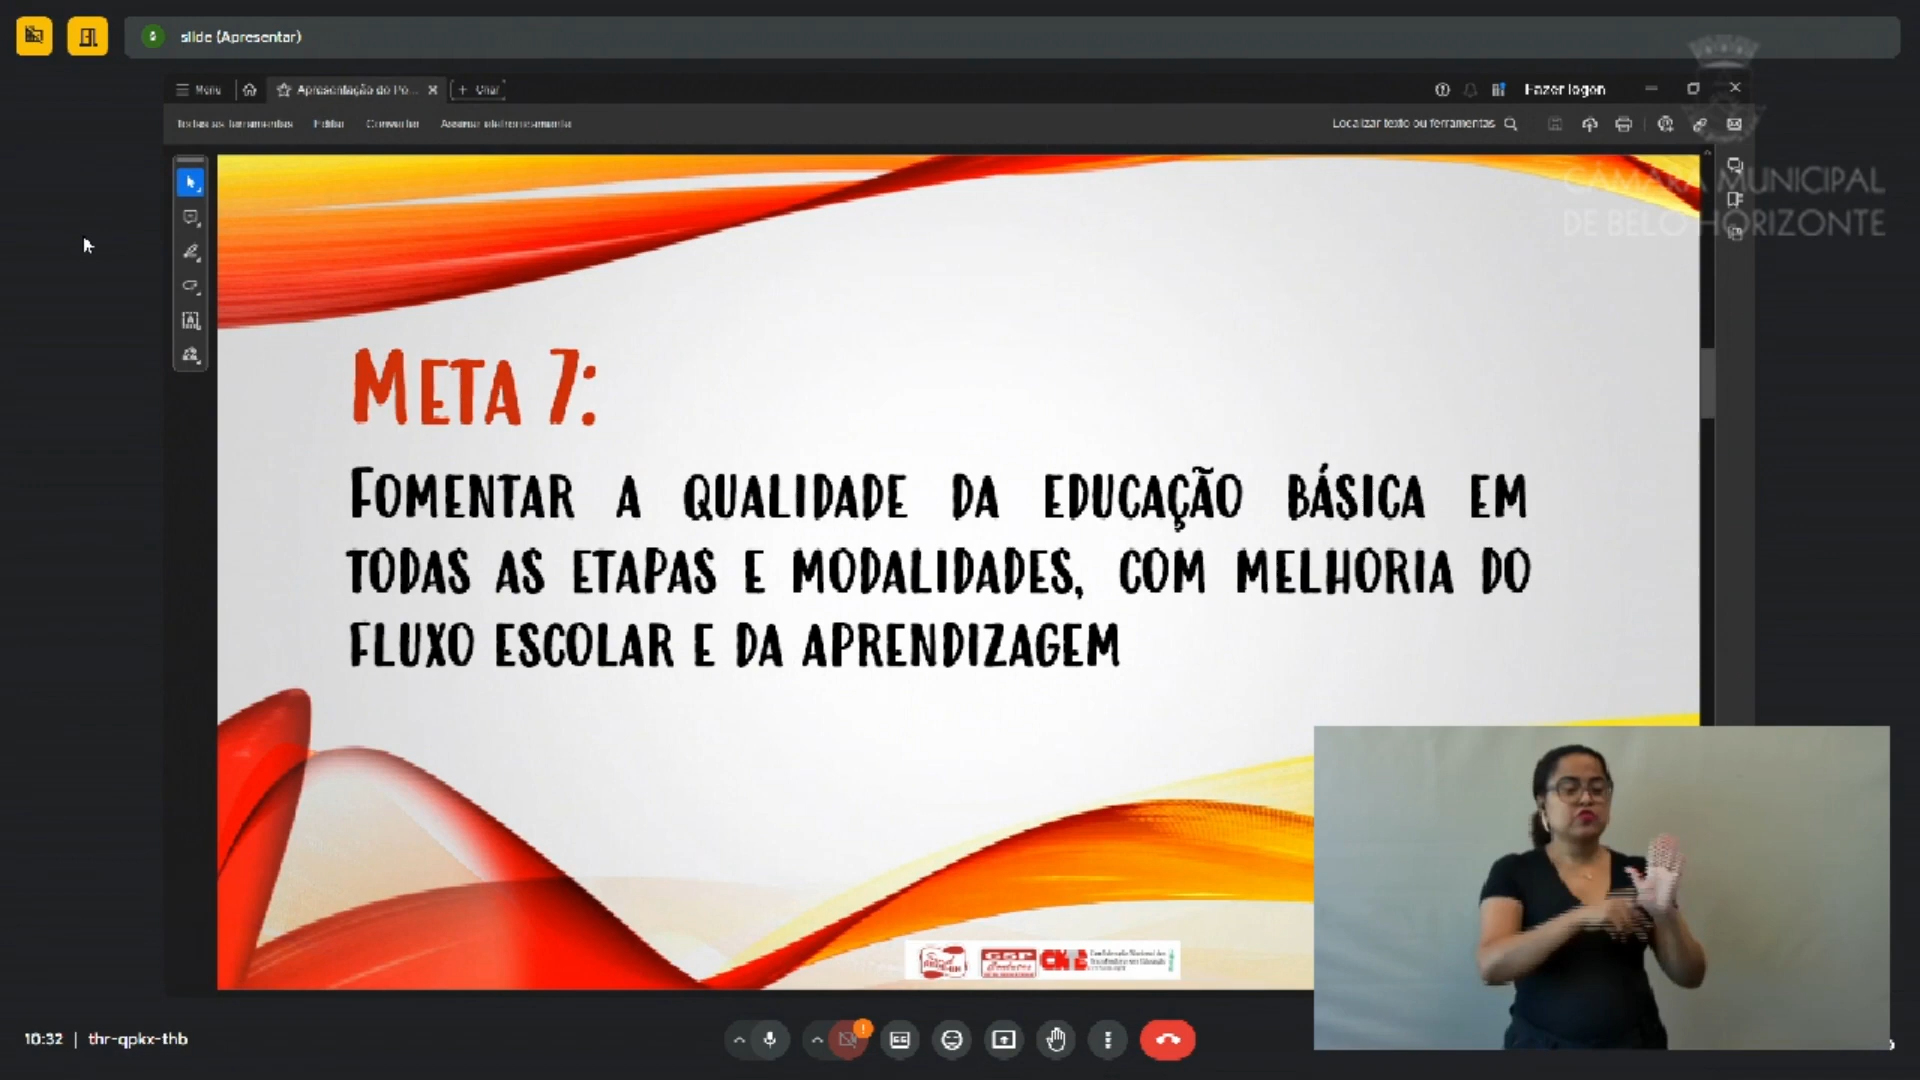 slide (Apresentar)
Menu
Apresentação do Po...
+ Criar
Fazer logon
Todas as ferramentas
Editar
Converter
Assinar eletronicamente
Localizar texto ou ferramentas
CÂMARA MUNICIPAL
DE BELO HORIZONTE
META 7:
FOMENTAR A QUALIDADE DA EDUCAÇÃO BÁSICA EM
TODAS AS ETAPAS E MODALIDADES, COM MELHORIA DO
FLUXO ESCOLAR E DA APRENDIZAGEM
10:32 | thr-qpkx-thb